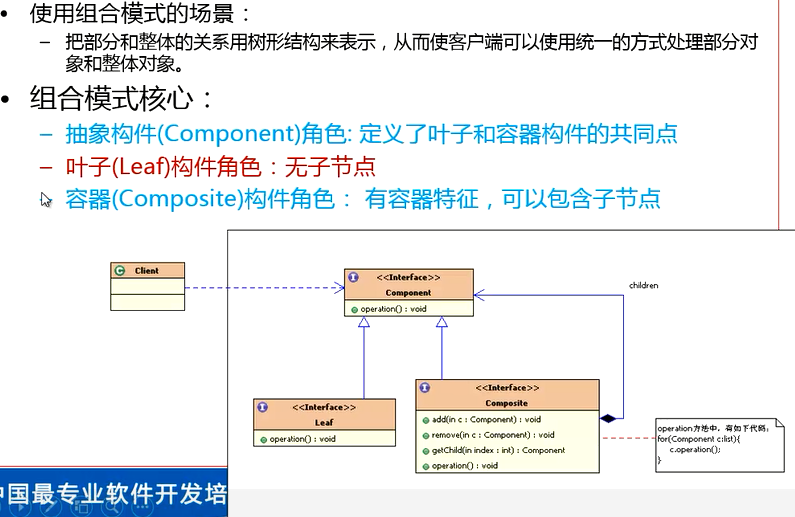 • 使用组合模式的场景：
– 把部分和整体的关系用树形结构来表示，从而使客户端可以使用统一的方式处理部分对
象和整体对象。
• 组合模式核心：
– 抽象构件(Component)角色: 定义了叶子和容器构件的共同点
– 叶子(Leaf)构件角色：无子节点
– 容器(Composite)构件角色： 有容器特征，可以包含子节点
C Client
I <<Interface>>
Component
operation() : void
children
I <<Interface>>
Leaf
operation() : void
I <<Interface>>
Composite
add(in c : Component) : void
remove(in c : Component) : void
getChild(in index : int) : Component
operation() : void
operation方法中，有如下代码：
for(Component c:list){
c.operation();
}
中国最专业软件开发培